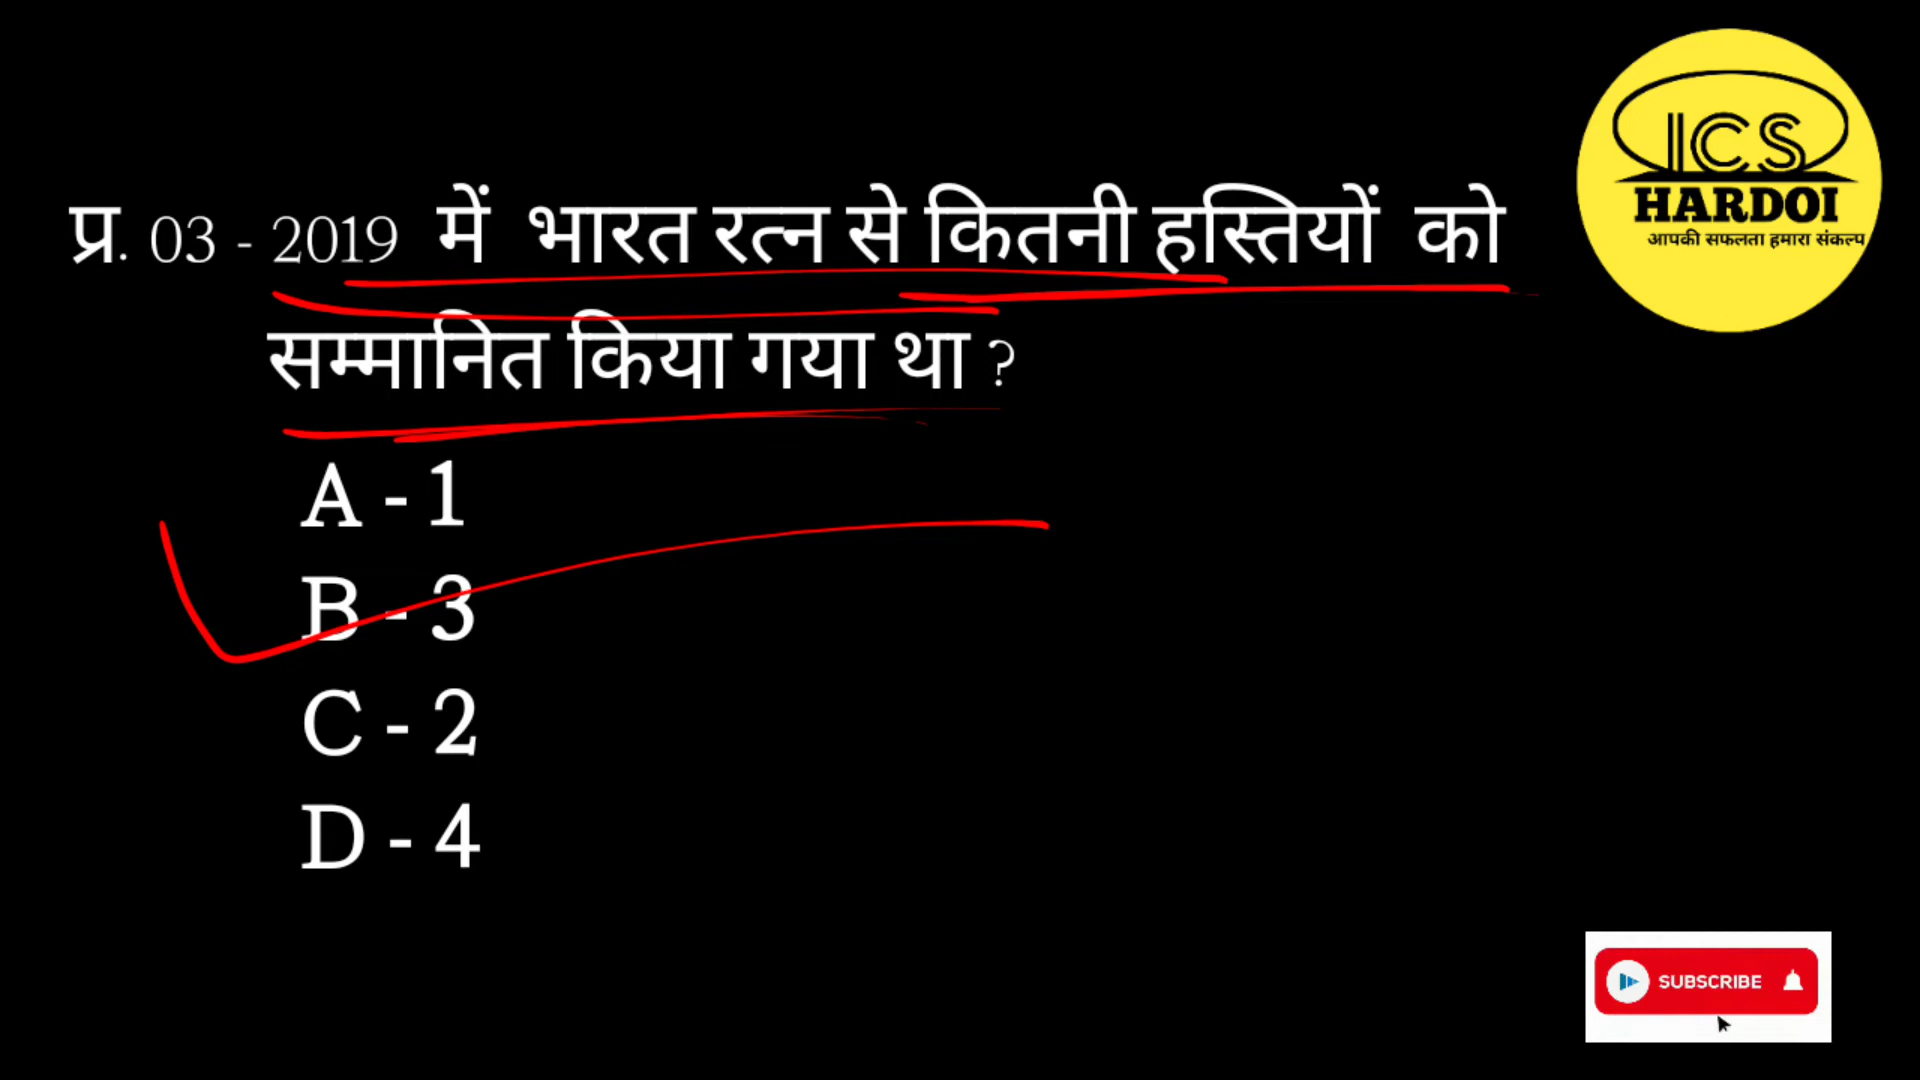 प्र. 03 - 2019 में भारत रत्न से कितनी हस्तियों को
सम्मानित किया गया था ?
A - 1
B - 3
C - 2
D - 4
ICS
HARDOI
आपकी सफलता हमारा संकल्प
SUBSCRIBE